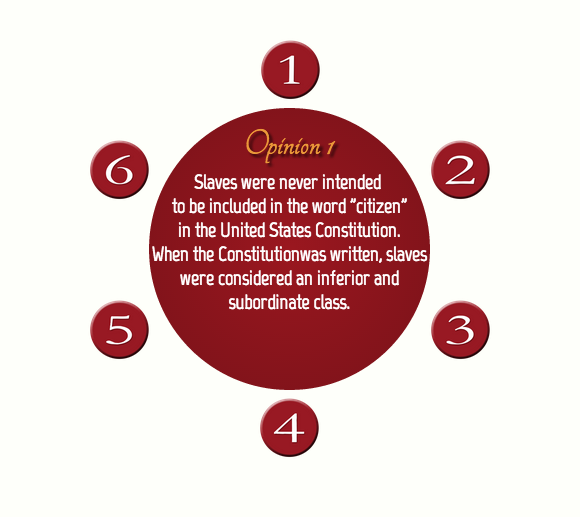 1
6
2
Opinion 1
Slaves were never intended
to be included in the word "citizen"
in the United States Constitution.
When the Constitutionwas written, slaves
were considered an inferior and
subordinate class.
5
3
4